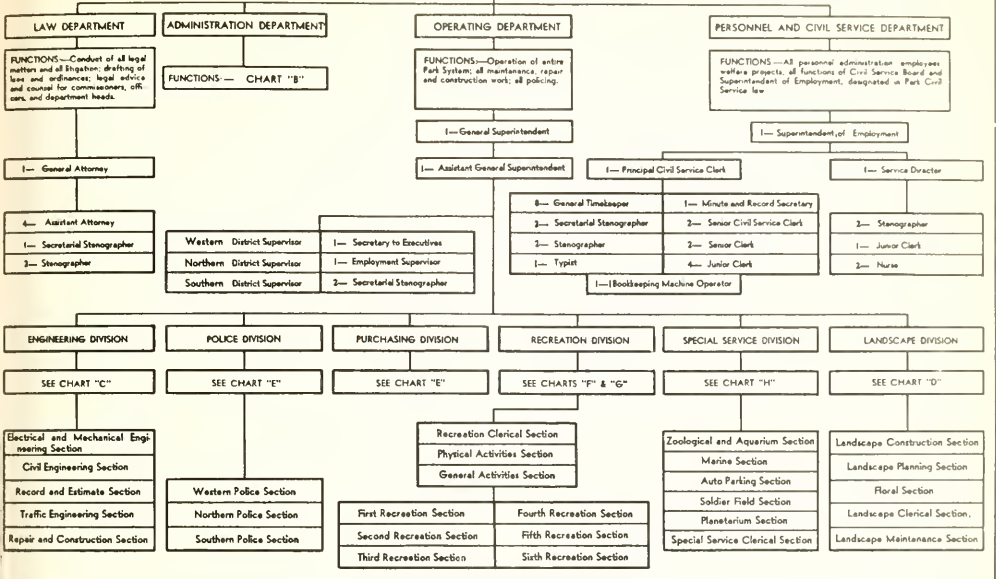 LAW DEPARTMENT
FUNCTIONS—Conduct of all legal
matters and all litigation; drafting of
laws and ordinances; legal advice
and counsel for commissioners, offi-
cers, and department heads.
1— General Attorney
4— Assistant Attorney
1— Secretarial Stenographer
2— Stenographer
ADMINISTRATION DEPARTMENT
FUNCTIONS— CHART "B"
OPERATING DEPARTMENT
FUNCTIONS:—Operation of entire
Park System; all maintenance, repair
and construction work; all policing.
1— General Superintendent
1— Assistant General Superintendent
Western District Supervisor
Northern District Supervisor
Southern District Supervisor
1— Secretary to Executives
1— Employment Supervisor
2— Secretarial Stenographer
PERSONNEL AND CIVIL SERVICE DEPARTMENT
FUNCTIONS—All personnel administration employees
welfare projects, all functions of Civil Service Board and
Superintendent of Employment, designated in Park Civil
Service law
1— Superintendent, of Employment
1— Principal Civil Service Clerk
8— General Timekeeper
Secretarial Stenographer
2— Stenographer
1— Typist
1— Minute and Record Secretary
2— Senior Civil Service Clerk
2— Senior Clerk
4— Junior Clerk
1—1Bookkeeping Machine Operator
1— Service Director
2— Stenographer
1— Junior Clerk
2— Nurse
ENGINEERING DIVISION
SEE CHART "C"
Electrical and Mechanical Engi-
neering Section
Civil Engineering Section
Record and Estimate Section
Traffic Engineering Section
Repair and Construction Section
POLICE DIVISION
SEE CHART "E"
Western Police Section
Northern Police Section
Southern Police Section
PURCHASING DIVISION
SEE CHART "E"
RECREATION DIVISION
SEE CHARTS "F" & "G"
Recreation Clerical Section
Physical Activities Section
General Activities Section
First Recreation Section
Second Recreation Section
Third Recreation Section
Fourth Recreation Section
Fifth Recreation Section
Sixth Recreation Section
SPECIAL SERVICE DIVISION
SEE CHART "H"
Zoological and Aquarium Section
Marine Section
Auto Parking Section
Soldier Field Section
Planetarium Section
Special Service Clerical Section
LANDSCAPE DIVISION
SEE CHART "D"
Landscape Construction Section
Landscape Planning Section
Floral Section
Landscape Clerical Section.
Landscape Maintenance Section